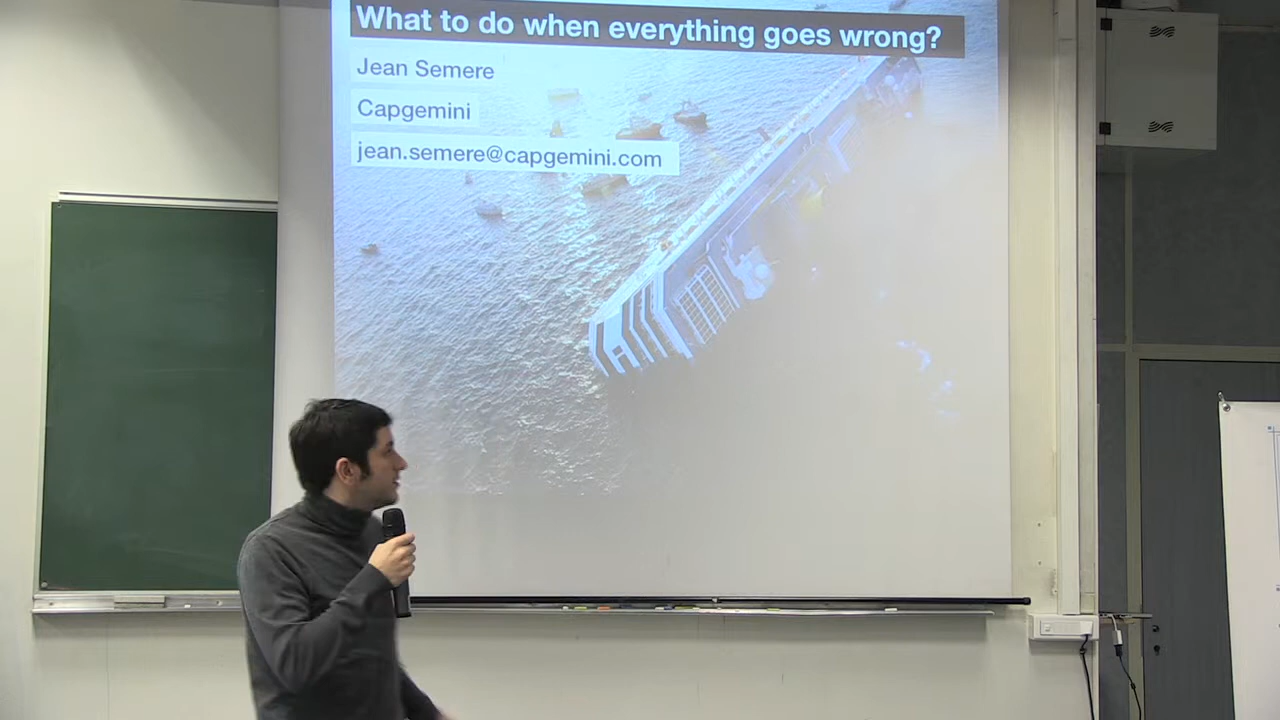 What to do when everything goes wrong?
Jean Semere
Capgemini
jean.semere@capgemini.com